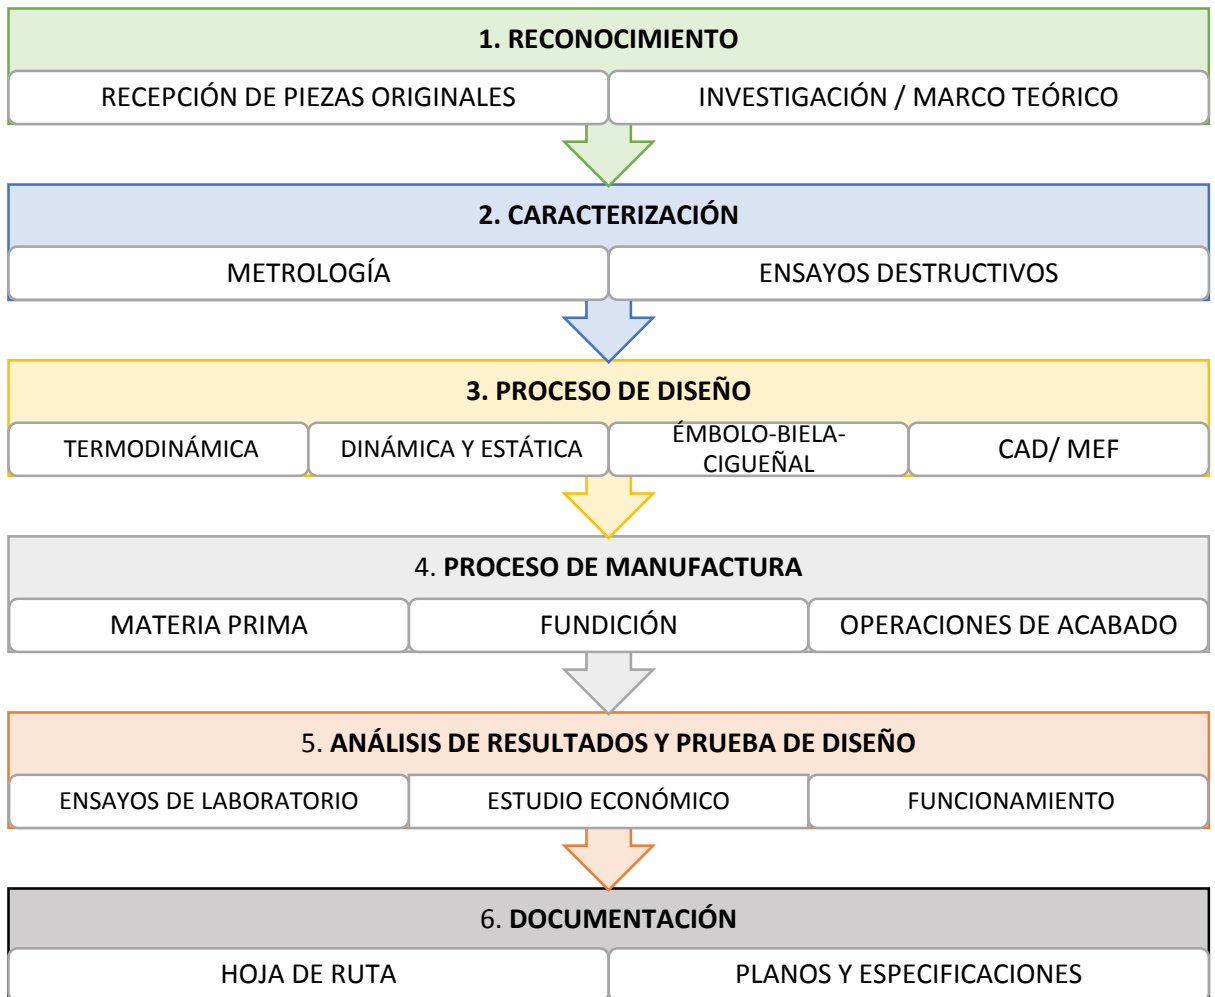 1. RECONOCIMIENTO
RECEPCIÓN DE PIEZAS ORIGINALES
INVESTIGACIÓN / MARCO TEÓRICO
2. CARACTERIZACIÓN
METROLOGÍA
ENSAYOS DESTRUCTIVOS
3. PROCESO DE DISEÑO
TERMODINÁMICA
DINÁMICA Y ESTÁTICA
ÉMBOLO-BIELA-
CIGUEÑAL
CAD/ MEF
4. PROCESO DE MANUFACTURA
MATERIA PRIMA
FUNDICIÓN
OPERACIONES DE ACABADO
5. ANÁLISIS DE RESULTADOS Y PRUEBA DE DISEÑO
ENSAYOS DE LABORATORIO
ESTUDIO ECONÓMICO
FUNCIONAMIENTO
6. DOCUMENTACIÓN
HOJA DE RUTA
PLANOS Y ESPECIFICACIONES